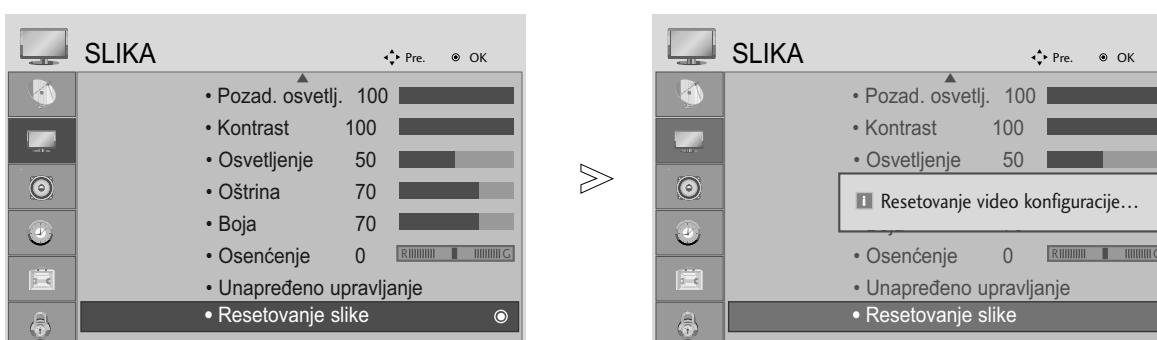 SLIKA
Pre. OK
• Pozad. osvetlj. 100
• Kontrast 100
• Osvetljenje 50
• Oštrina 70
• Boja 70
• Osenćenje 0 R G
• Unapređeno upravljanje
• Resetovanje slike
SLIKA
Pre. OK
• Pozad. osvetlj. 100
• Kontrast 100
• Osvetljenje 50
Resetovanje video konfiguracije...
• Osenćenje 0 R G
• Unapređeno upravljanje
• Resetovanje slike